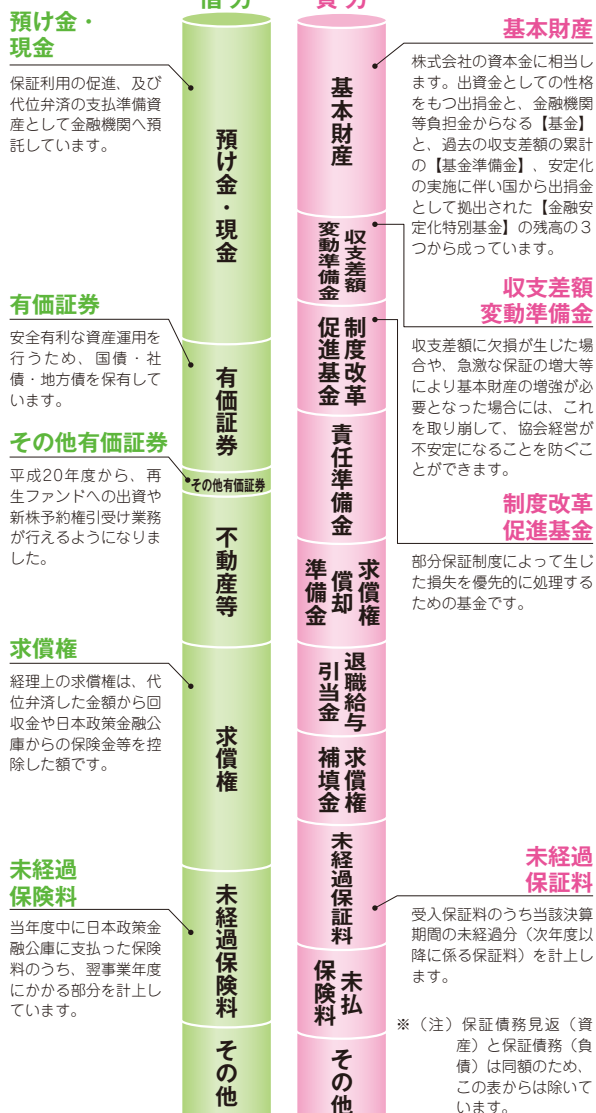 借方
貸方
預け金・
現金
保証利用の促進、及び
代位弁済の支払準備資
産として金融機関へ預
託しています。
有価証券
安全有利な資産運用を
行うため、国債・社
債・地方債を保有して
います。
その他有価証券
平成20年度から、再
生ファンドへの出資や
新株予約権引受け業務
が行えるようになりま
した。
求償権
経理上の求償権は、代
位弁済した金額から回
収金や日本政策金融公
庫からの保険金等を控
除した額です。
未経過
保険料
当年度中に日本政策金
融公庫に支払った保険
料のうち、翌事業年度
にかかる部分を計上し
ています。
預け金・現金
有価証券
その他有価証券
不動産等
求償権
未経過保険料
その他
基本財産
収支差額
変動準備金
制度改革
促進基金
責任準備金
求償権
償却
準備金
退職給与
引当金
求償権
補填金
未経過保証料
未払
保険料
その他
基本財産
株式会社の資本金に相当し
ます。出資金としての性格
をもつ出捐金と、金融機関
等負担金からなる【基金】
と、過去の収支差額の累計
の【基金準備金】、安定化
の実施に伴い国から出捐金
として拠出された【金融安
定化特別基金】の残高の３
つから成っています。
収支差額
変動準備金
収支差額に欠損が生じた場
合や、急激な保証の増大等
により基本財産の増強が必
要となった場合には、これ
を取り崩して、協会経営が
不安定になることを防ぐこ
とができます。
制度改革
促進基金
部分保証制度によって生じ
た損失を優先的に処理する
ための基金です。
未経過
保証料
受入保証料のうち当該決算
期間の未経過分（次年度以
降に係る保証料）を計上し
ます。
※（注）保証債務見返（資
産）と保証債務（負
債）は同額のため、
この表からは除いて
います。